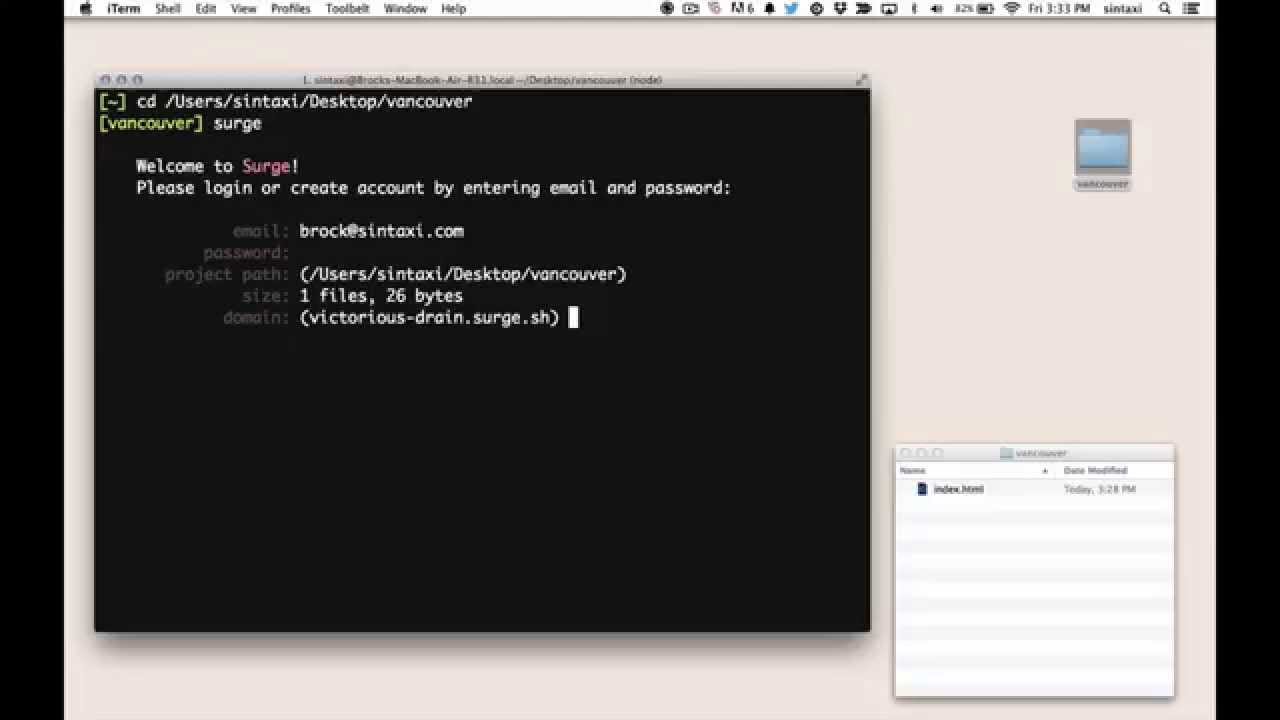 iTerm Shell Edit View Profiles Toolbelt Window Help 6 82% Fri 3:33 PM sintaxi
1. sintaxi@Brocks-MacBook-Air-811.local ~/Desktop/vancouver (node)
[~] cd /Users/sintaxi/Desktop/vancouver
[vancouver] surge
Welcome to Surge!
Please login or create account by entering email and password:
email: brock@sintaxi.com
password:
project path: (/Users/sintaxi/Desktop/vancouver)
size: 1 files, 26 bytes
domain: (victorious-drain.surge.sh)
vancouver
vancouver
Name Date Modified
index.html Today, 3:28 PM